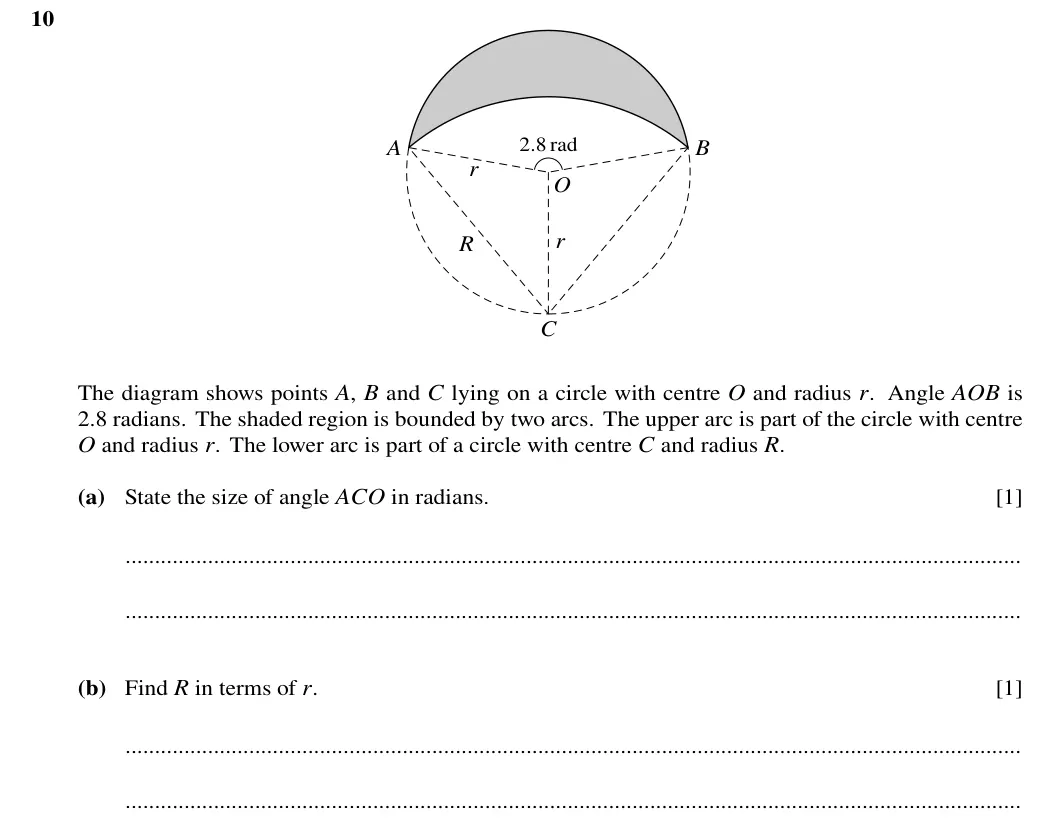 10
A
B
2.8 rad
r
O
R
r
C
The diagram shows points A, B and C lying on a circle with centre O and radius r. Angle AOB is
2.8 radians. The shaded region is bounded by two arcs. The upper arc is part of the circle with centre
O and radius r. The lower arc is part of a circle with centre C and radius R.
(a) State the size of angle ACO in radians. [1]
(b) Find R in terms of r. [1]